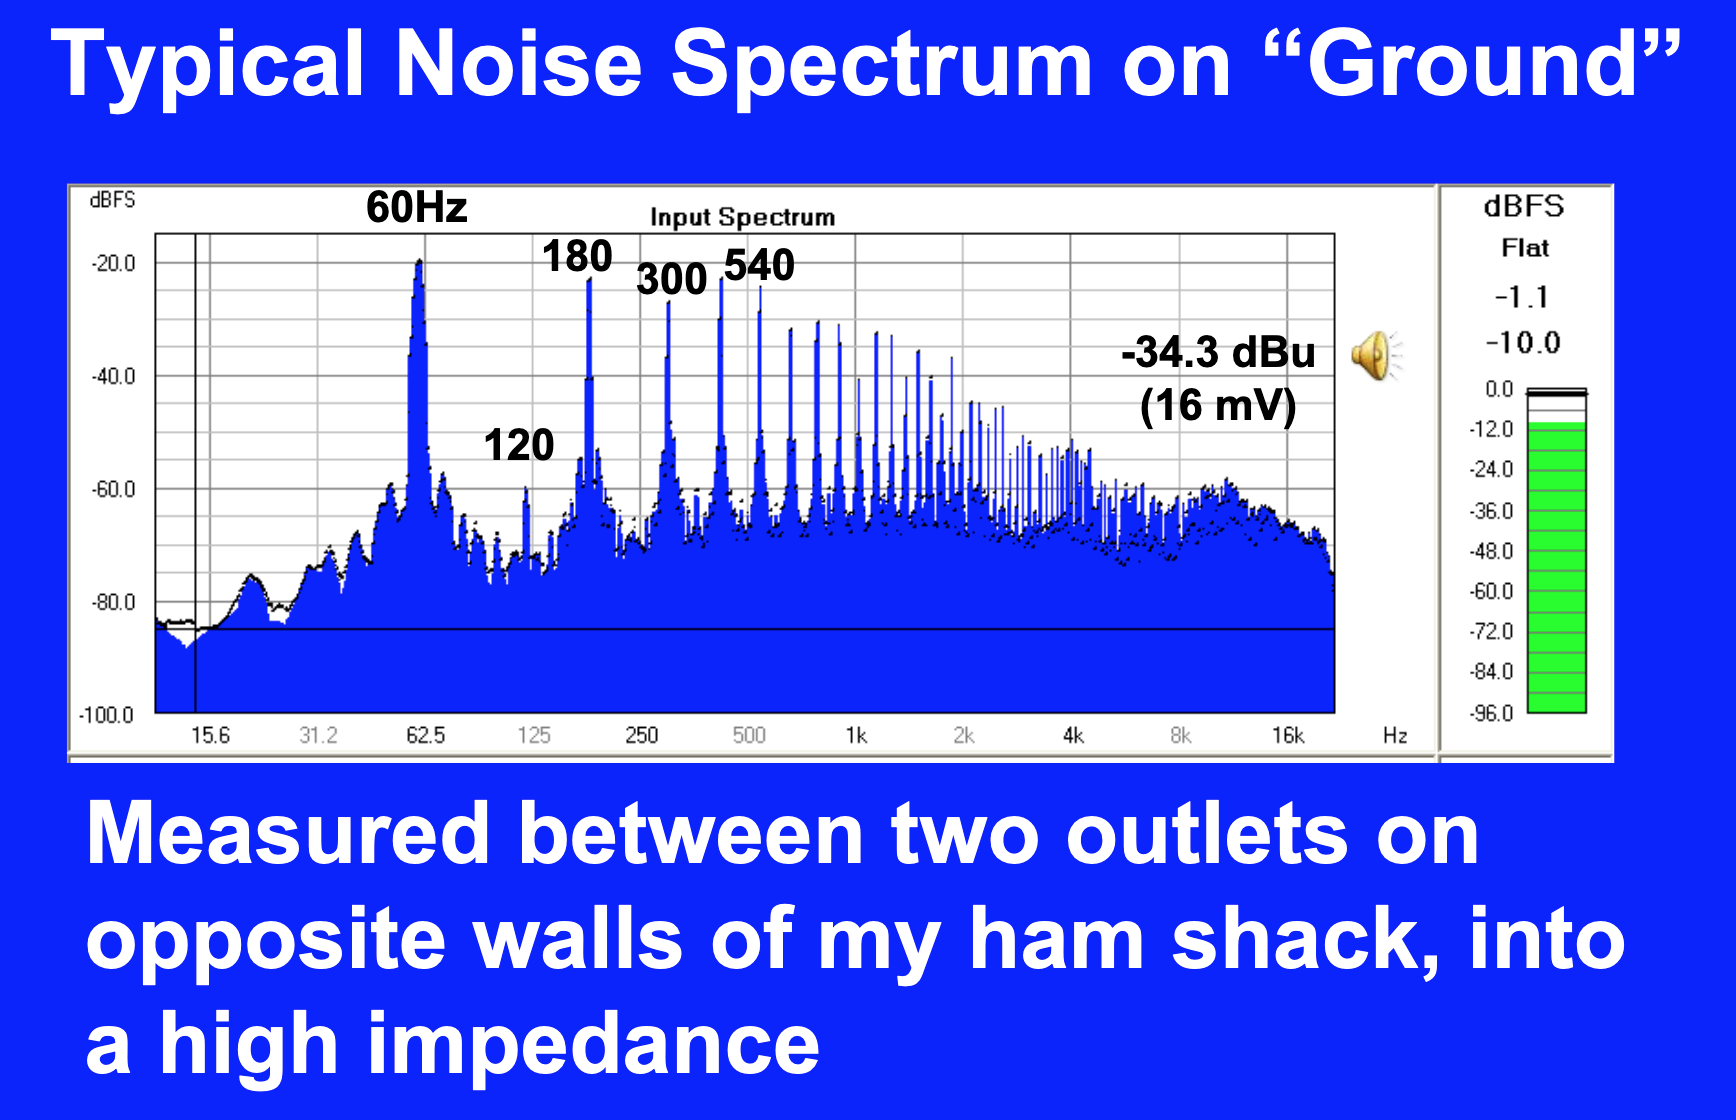 Typical Noise Spectrum on “Ground”
dBFS
60Hz
Input Spectrum
180
300
540
120
-34.3 dBu
(16 mV)
-20.0
-40.0
-60.0
-80.0
-100.0
15.6 31.2 62.5 125 250 500 1k 2k 4k 8k 16k Hz
dBFS
Flat
-1.1
-10.0
0.0
-12.0
-24.0
-36.0
-48.0
-60.0
-72.0
-84.0
-96.0
Measured between two outlets on
opposite walls of my ham shack, into
a high impedance